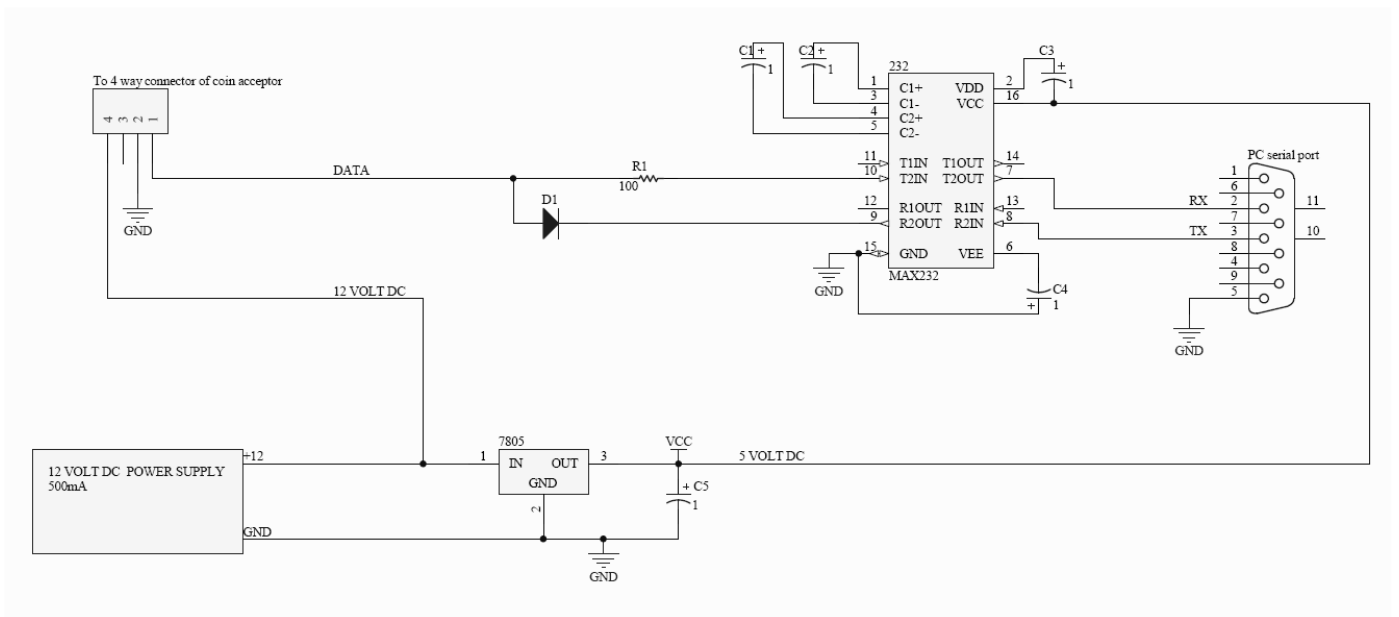 To 4 way connector of coin acceptor
4 3 2 1
GND
DATA
R1
100
D1
12 VOLT DC
C1 +
1
C2 +
1
C3
+
1
232
1 C1+ VDD 2
3 C1- VCC 16
4 C2+
5 C2-
11 T1IN T1OUT 14
10 T2IN T2OUT 7
12 R1OUT R1IN 13
9 R2OUT R2IN 8
15 GND VEE 6
MAX232
GND
C4
+ 1
RX
TX
PC serial port
1
6
2
7
3
8
4
9
5
11
10
GND
12 VOLT DC POWER SUPPLY
500mA
+12
GND
7805
1 IN OUT 3
GND
2
VCC
5 VOLT DC
+ C5
1
GND